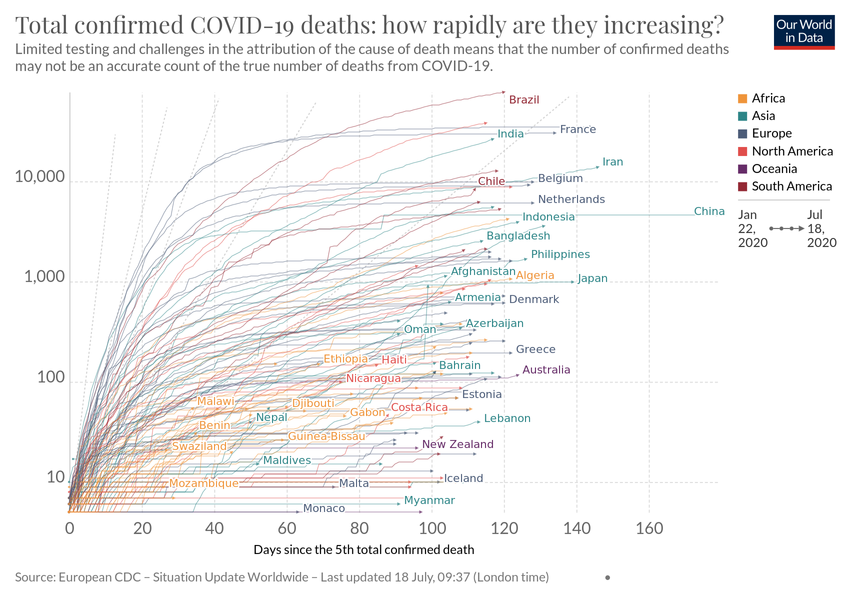 Total confirmed COVID-19 deaths: how rapidly are they increasing?
Limited testing and challenges in the attribution of the cause of death means that the number of confirmed deaths
may not be an accurate count of the true number of deaths from COVID-19.
Our World
in Data
Africa
Asia
Europe
North America
Oceania
South America
Jan
22,
2020
Jul
18,
2020
10,000
1,000
100
10
Brazil
France
India
Iran
Chile
Belgium
Netherlands
China
Indonesia
Bangladesh
Philippines
Afghanistan
Algeria
Japan
Armenia
Denmark
Oman
Azerbaijan
Greece
Ethiopia
Haiti
Bahrain
Australia
Nicaragua
Estonia
Malawi
Djibouti
Costa Rica
Gabon
Nepal
Lebanon
Benin
Guinea-Bissau
Swaziland
New Zealand
Maldives
Mozambique
Malta
Iceland
Myanmar
Monaco
0
20
40
60
80
100
120
140
160
Days since the 5th total confirmed death
Source: European CDC – Situation Update Worldwide – Last updated 18 July, 09:37 (London time)